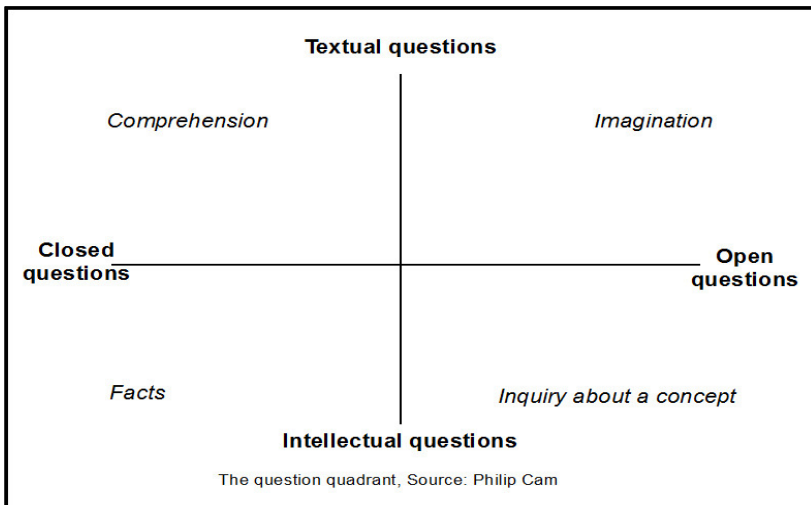 Textual questions
Comprehension
Imagination
Closed
questions
Open
questions
Facts
Inquiry about a concept
Intellectual questions
The question quadrant, Source: Philip Cam